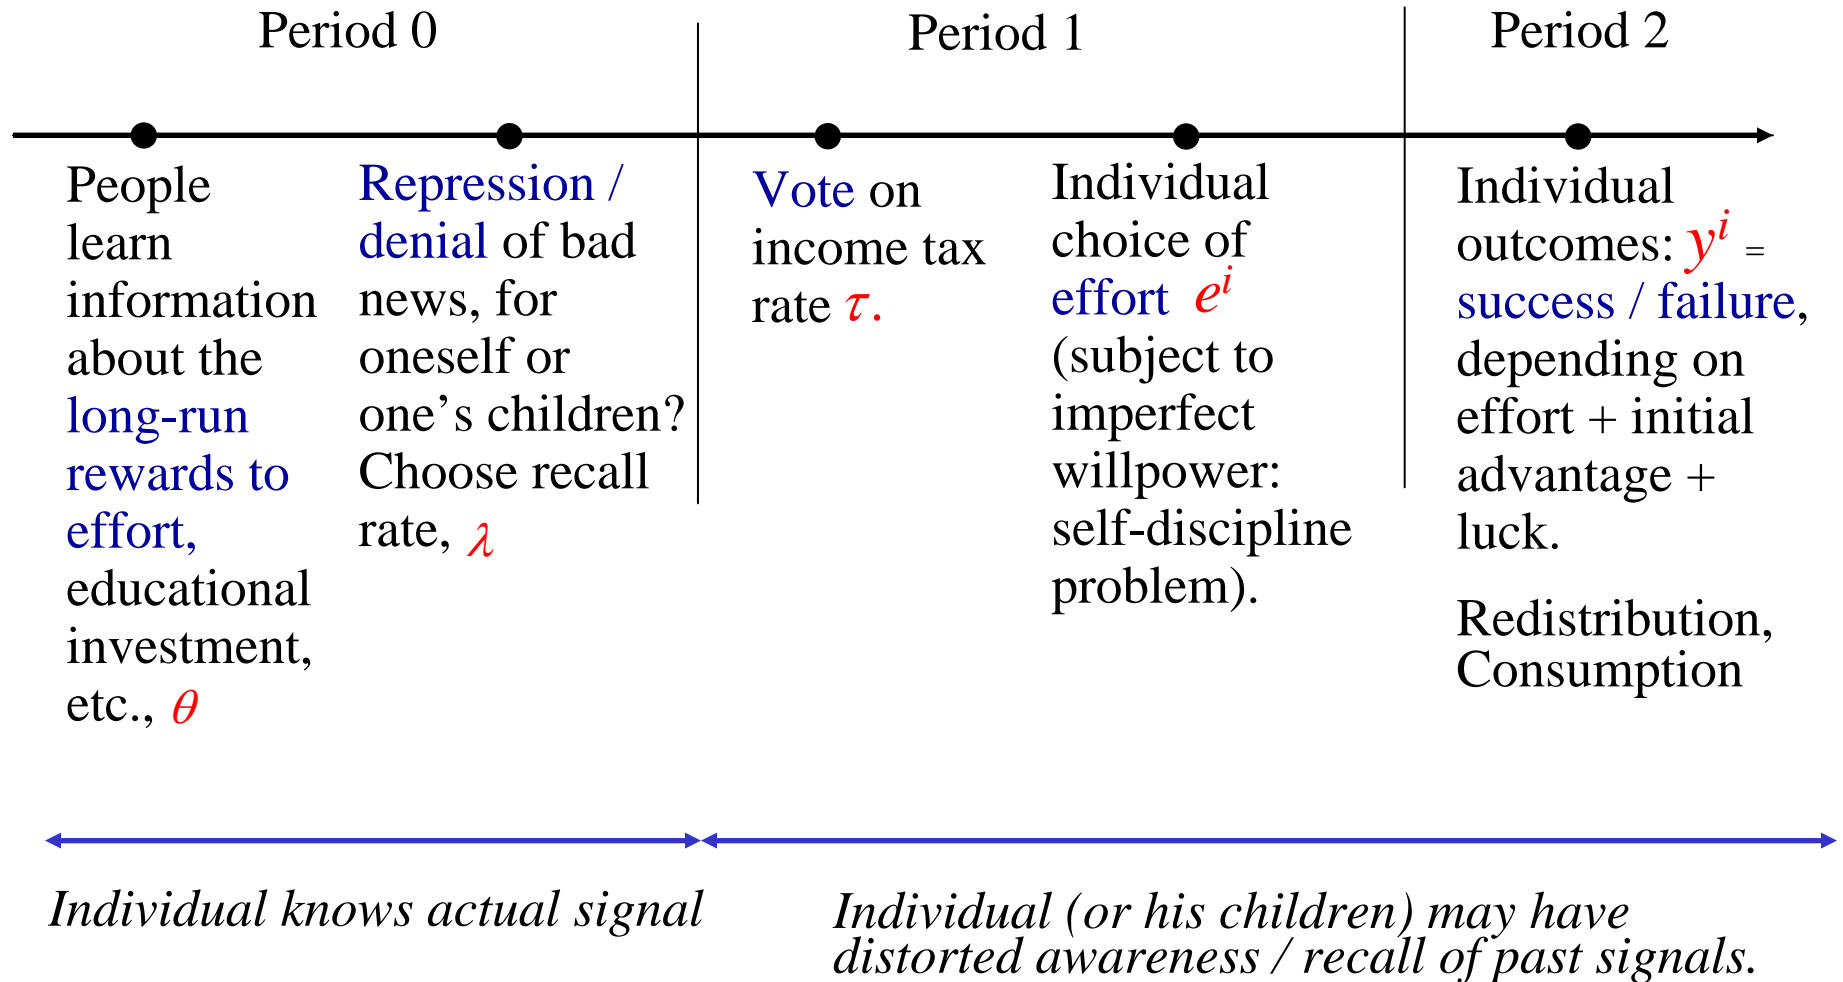 Period 0
Period 1
Period 2
People
learn
information
about the
long-run
rewards to
effort,
educational
investment,
etc., θ
Repression /
denial of bad
news, for
oneself or
one’s children?
Choose recall
rate, λ
Vote on
income tax
rate τ.
Individual
choice of
effort eⁱ
(subject to
imperfect
willpower:
self-discipline
problem).
Individual
outcomes: yⁱ =
success / failure,
depending on
effort + initial
advantage +
luck.
Redistribution,
Consumption
Individual knows actual signal
Individual (or his children) may have
distorted awareness / recall of past signals.